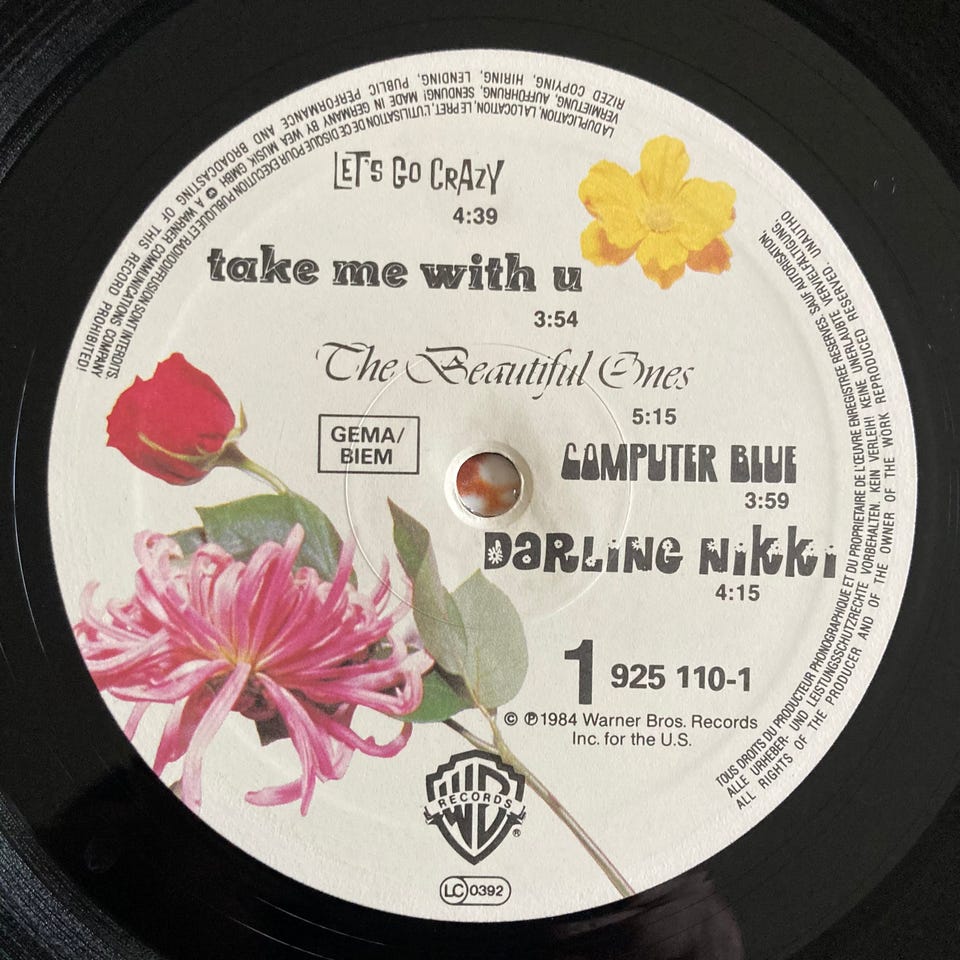 LET'S GO CRAZY
4:39
take me with u
3:54
The Beautiful Ones
5:15
GEMA/
BIEM
COMPUTER BLUE
3:59
DARLING NiKKi
4:15
1 925 110-1
© ℗ 1984 Warner Bros. Records
Inc. for the U.S.
WB
RECORDS
®
LC 0392
TOUS DROITS DU PRODUCTEUR PHONOGRAPHIQUE ET DU PROPRIETAIRE DE L'ŒUVRE ENREGISTREE RESERVES. SAUF AUTORISATION,
LA DUPLICATION, LA LOCATION, LE PRET, L'UTILISATION DE CE DISQUE POUR EXECUTION PUBLIQUE ET RADIODIFFUSION SONT INTERDITS.
ALLE URHEBER- UND LEISTUNGSSCHUTZRECHTE VORBEHALTEN. KEIN VERLEIH! KEINE UNERLAUBTE VERVIELFÄLTIGUNG,
VERMIETUNG, AUFFÜHRUNG, SENDUNG! MADE IN GERMANY BY WEA MUSIK GMBH A WARNER COMMUNICATIONS COMPANY
ALL RIGHTS OF THE PRODUCER AND OF THE OWNER OF THE WORK REPRODUCED RESERVED. UNAUTHO
RIZED COPYING, HIRING, LENDING, PUBLIC PERFORMANCE AND BROADCASTING OF THIS RECORD PROHIBITED!